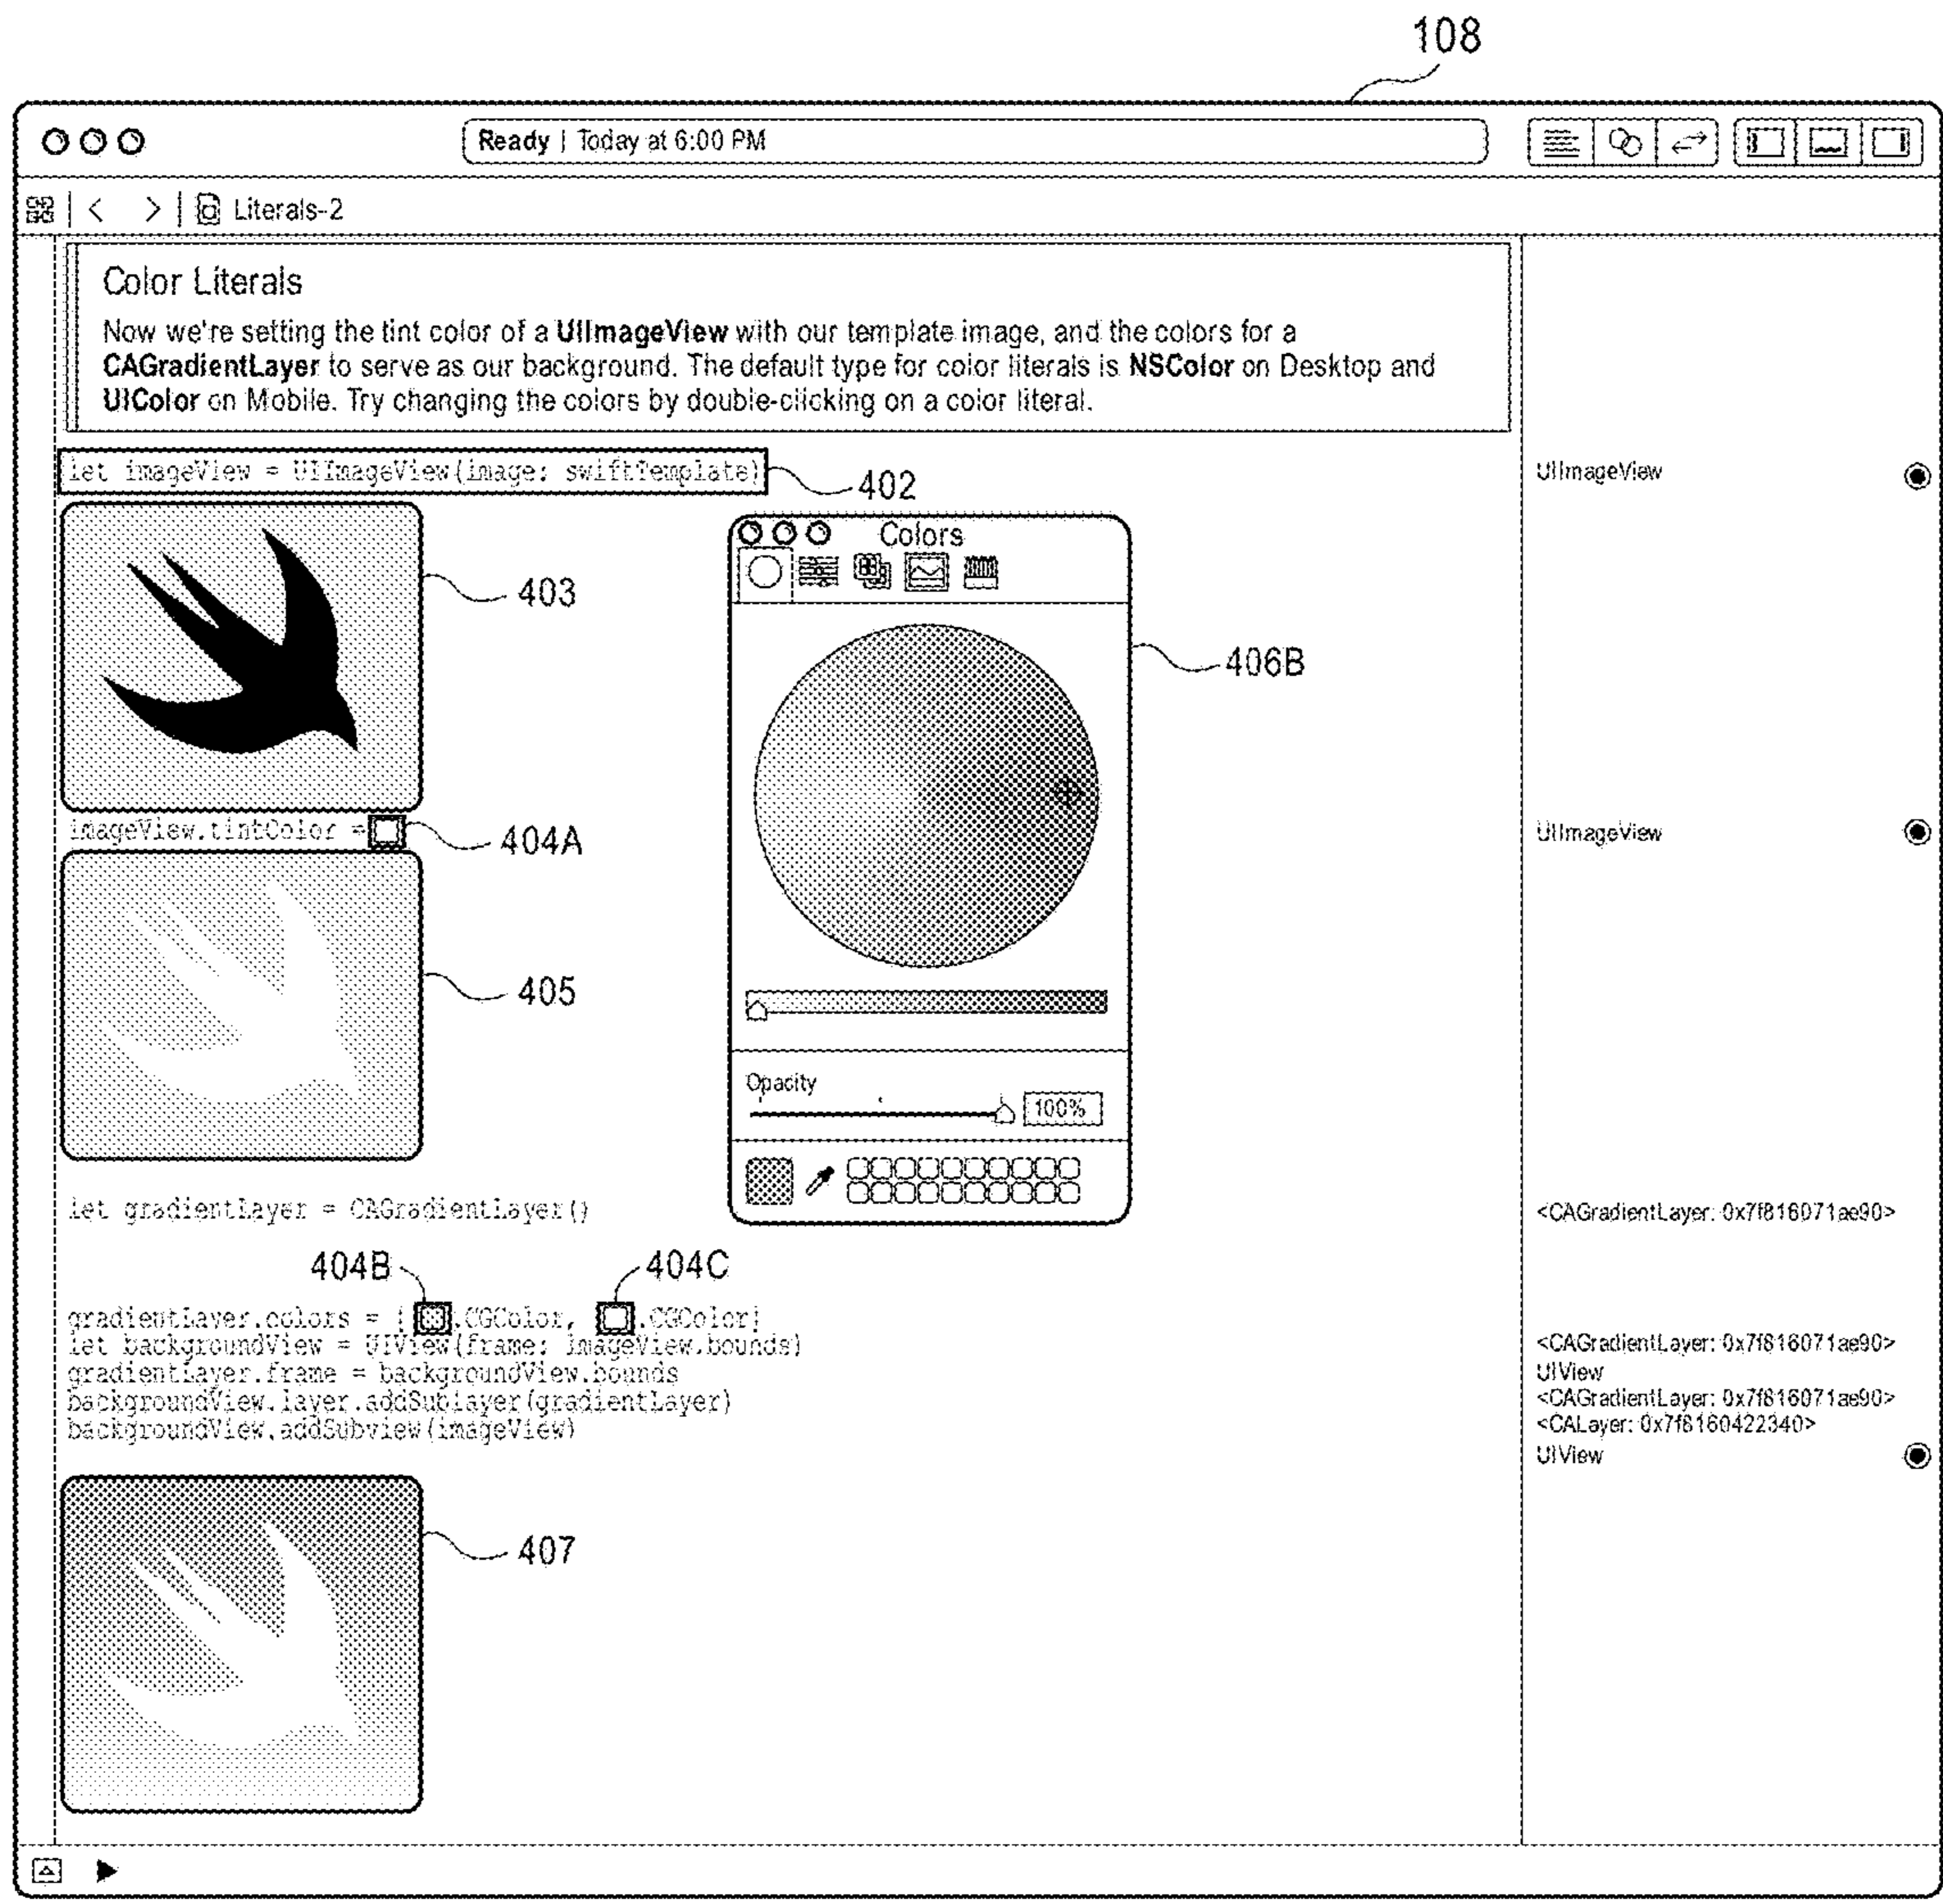 108
Ready | Today at 6:00 PM
Literals-2
Color Literals
Now we're setting the tint color of a UIImageView with our template image, and the colors for a
CAGradientLayer to serve as our background. The default type for color literals is NSColor on Desktop and
UIColor on Mobile. Try changing the colors by double-clicking on a color literal.
let imageView = UIImageView(image: swiftTemplate)
402
UIImageView
Colors
403
406B
imageView.tintColor =
404A
UIImageView
405
Opacity
100%
let gradientLayer = CAGradientLayer()
<CAGradientLayer: 0x7f816071ae90>
404B
404C
gradientLayer.colors = [ .CGColor, .CGColor]
let backgroundView = UIView(frame: imageView.bounds)
<CAGradientLayer: 0x7f816071ae90>
gradientLayer.frame = backgroundView.bounds
UIView
backgroundView.layer.addSublayer(gradientLayer)
<CAGradientLayer: 0x7f816071ae90>
backgroundView.addSubview(imageView)
<CALayer: 0x7f8160422340>
UIView
407